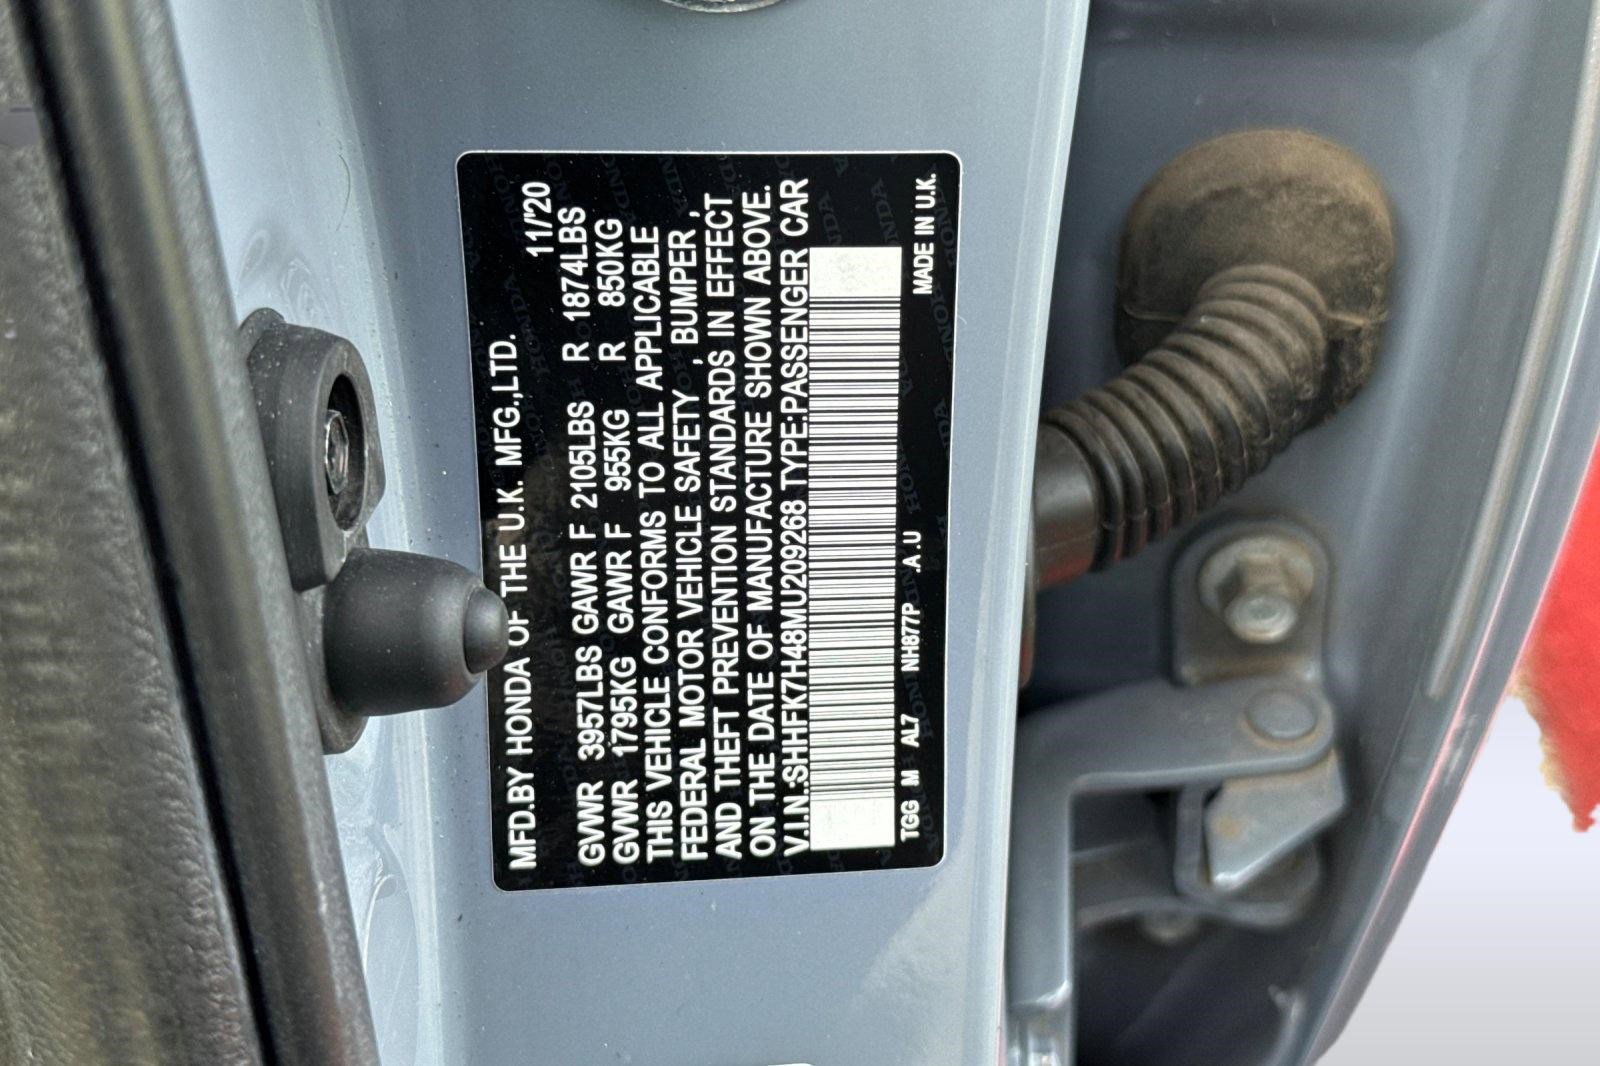 MFD.BY HONDA OF THE U.K. MFG.,LTD. 11/'20
GVWR 3957LBS GAWR F 2105LBS R 1874LBS
GVWR 1795KG GAWR F 955KG R 850KG
THIS VEHICLE CONFORMS TO ALL APPLICABLE
FEDERAL MOTOR VEHICLE SAFETY , BUMPER ,
AND THEFT PREVENTION STANDARDS IN EFFECT
ON THE DATE OF MANUFACTURE SHOWN ABOVE.
V.I.N.:SHHFK7H48MU209268 TYPE:PASSENGER CAR
TGG M AL7 NH877P .A.U MADE IN U.K.